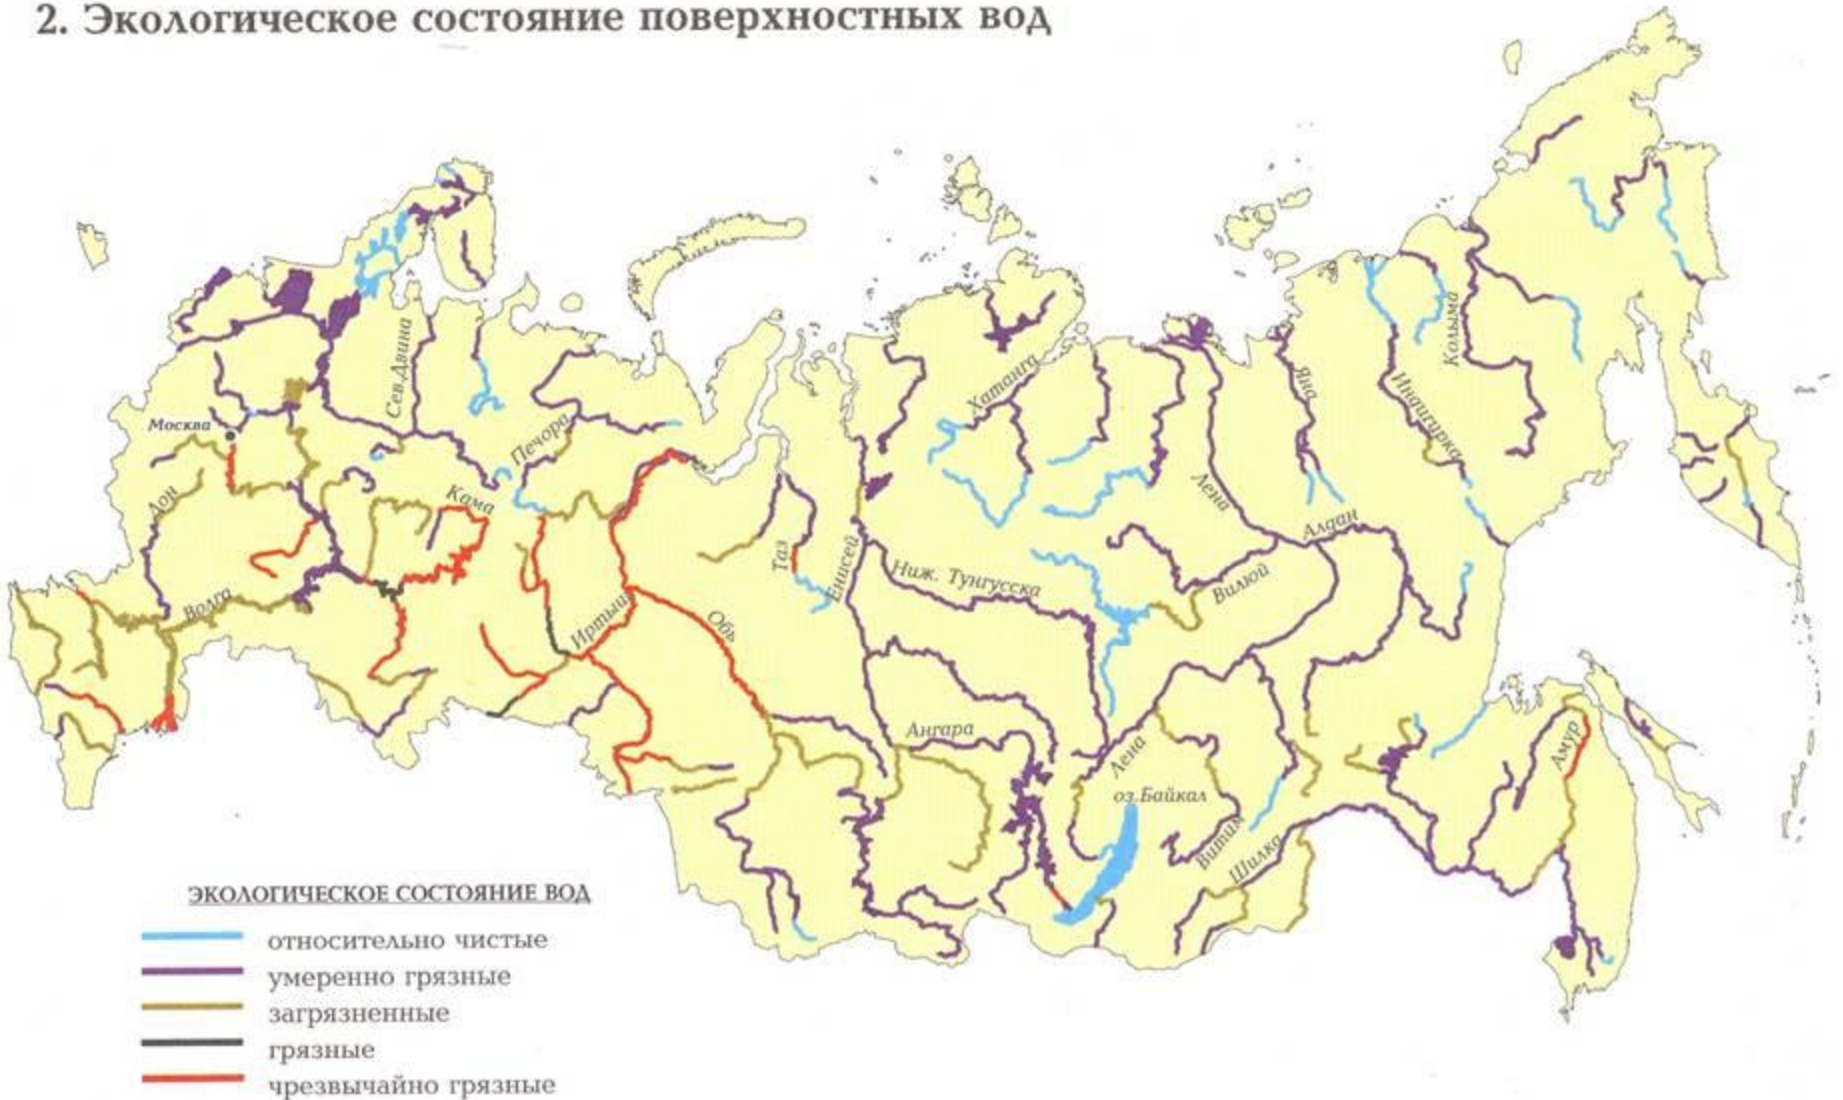 2. Экологическое состояние поверхностных вод
Москва
Сев.Двина
Печора
Дон
Кама
Волга
Иртыш
Обь
Таз
Енисей
Хатанга
Ниж. Тунгусска
Ангара
Лена
Вилюй
Алдан
Яна
Индигирка
Колыма
Лена
оз.Байкал
Витим
Шилка
Амур
ЭКОЛОГИЧЕСКОЕ СОСТОЯНИЕ ВОД
относительно чистые
умеренно грязные
загрязненные
грязные
чрезвычайно грязные